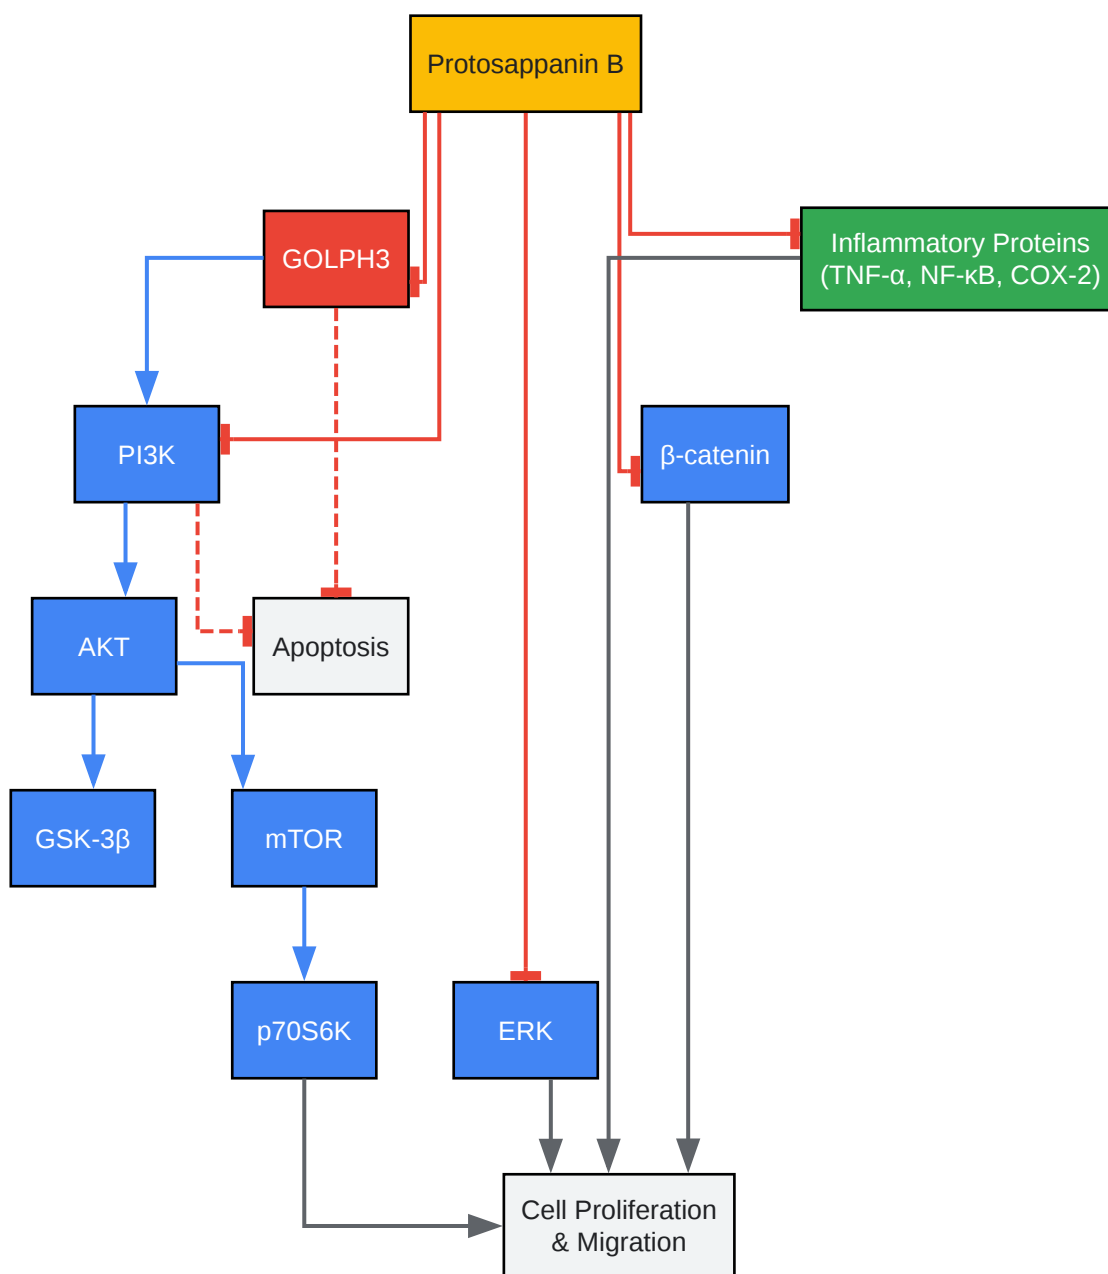 Protosappanin B
GOLPH3
Inflammatory Proteins
(TNF-α, NF-κB, COX-2)
PI3K
β-catenin
AKT
Apoptosis
GSK-3β
mTOR
p70S6K
ERK
Cell Proliferation
& Migration